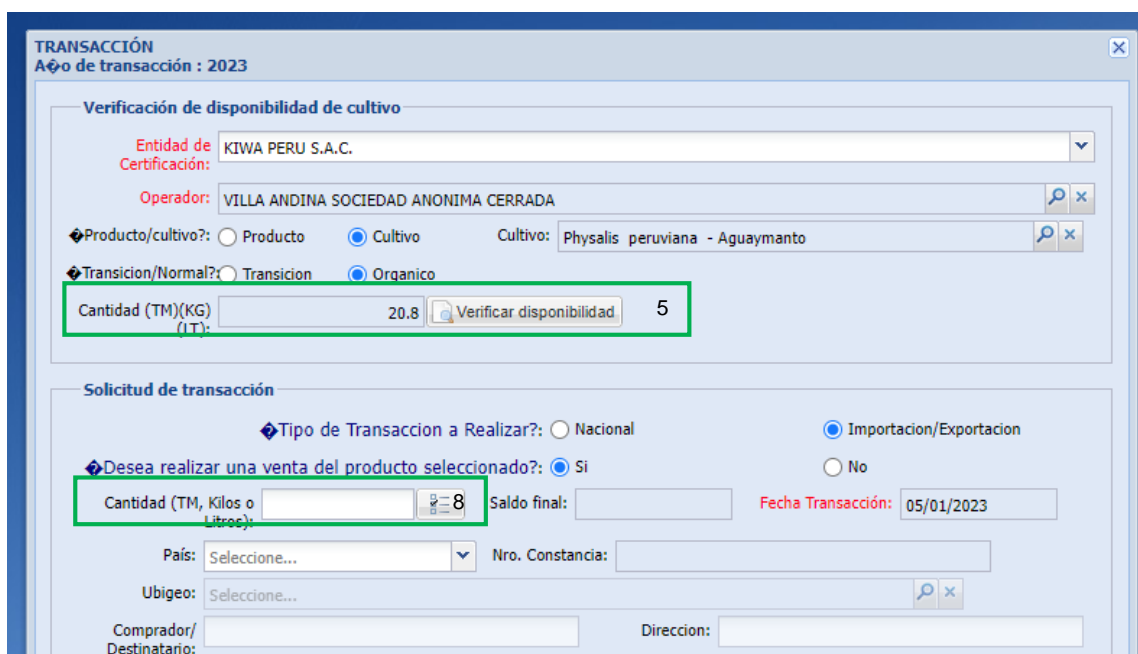 TRANSACCIÓN
A�o de transacción : 2023
Verificación de disponibilidad de cultivo
Entidad de Certificación: KIWA PERU S.A.C.
Operador: VILLA ANDINA SOCIEDAD ANONIMA CERRADA
�Producto/cultivo?: Producto Cultivo Cultivo: Physalis peruviana - Aguaymanto
�Transicion/Normal?: Transicion Organico
Cantidad (TM)(KG)(LT): 20.8 Verificar disponibilidad 5
Solicitud de transacción
�Tipo de Transaccion a Realizar?: Nacional Importacion/Exportacion
�Desea realizar una venta del producto seleccionado?: Si No
Cantidad (TM, Kilos o Litros): 8 Saldo final: Fecha Transacción: 05/01/2023
País: Seleccione... Nro. Constancia:
Ubigeo: Seleccione...
Comprador/ Destinatario: Direccion: